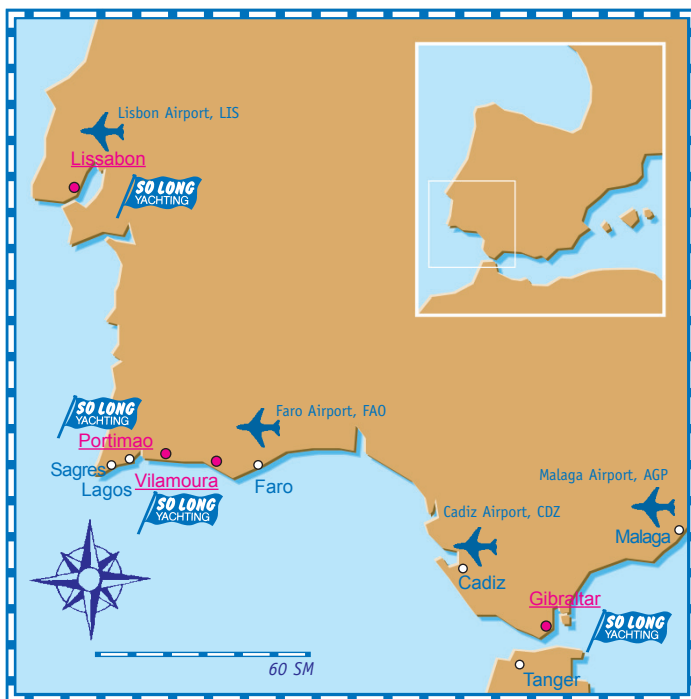 Lisbon Airport, LIS
Lissabon
SO LONG
YACHTING
SO LONG
YACHTING
Portimao
Faro Airport, FAO
Sagres
Lagos
Vilamoura
Faro
SO LONG
YACHTING
Malaga Airport, AGP
Cadiz Airport, CDZ
Malaga
Cadiz
Gibraltar
SO LONG
YACHTING
60 SM
Tanger